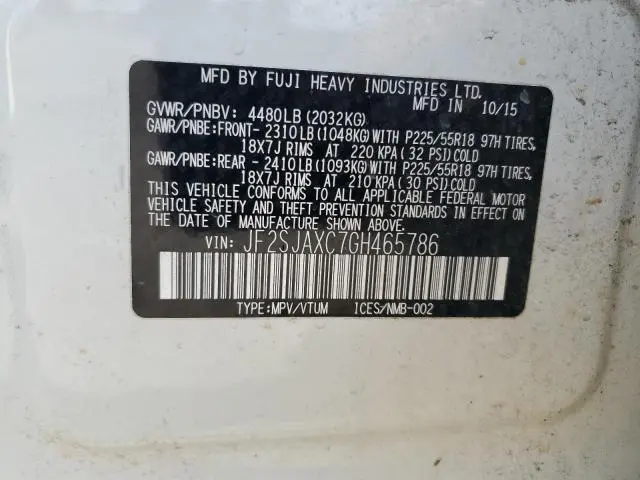 MFD BY FUJI HEAVY INDUSTRIES LTD.
MFD IN 10/15
GVWR/PNBV: 4480LB (2032KG)
GAWR/PNBE:FRONT- 2310LB(1048KG)WITH P225/55R18 97H TIRES,
18X7J RIMS AT 220 KPA(32 PSI)COLD
GAWR/PNBE:REAR - 2410LB(1093KG)WITH P225/55R18 97H TIRES,
18X7J RIMS AT 210KPA(30 PSI)COLD
THIS VEHICLE CONFORMS TO ALL APPLICABLE FEDERAL MOTOR
VEHICLE SAFETY, BUMPER, AND THEFT PREVENTION STANDARDS
IN EFFECT ON THE DATE OF MANUFACTURE SHOWN ABOVE.
VIN: JF2SJAXC7GH465786
TYPE:MPV/VTUM ICES/NMB-002